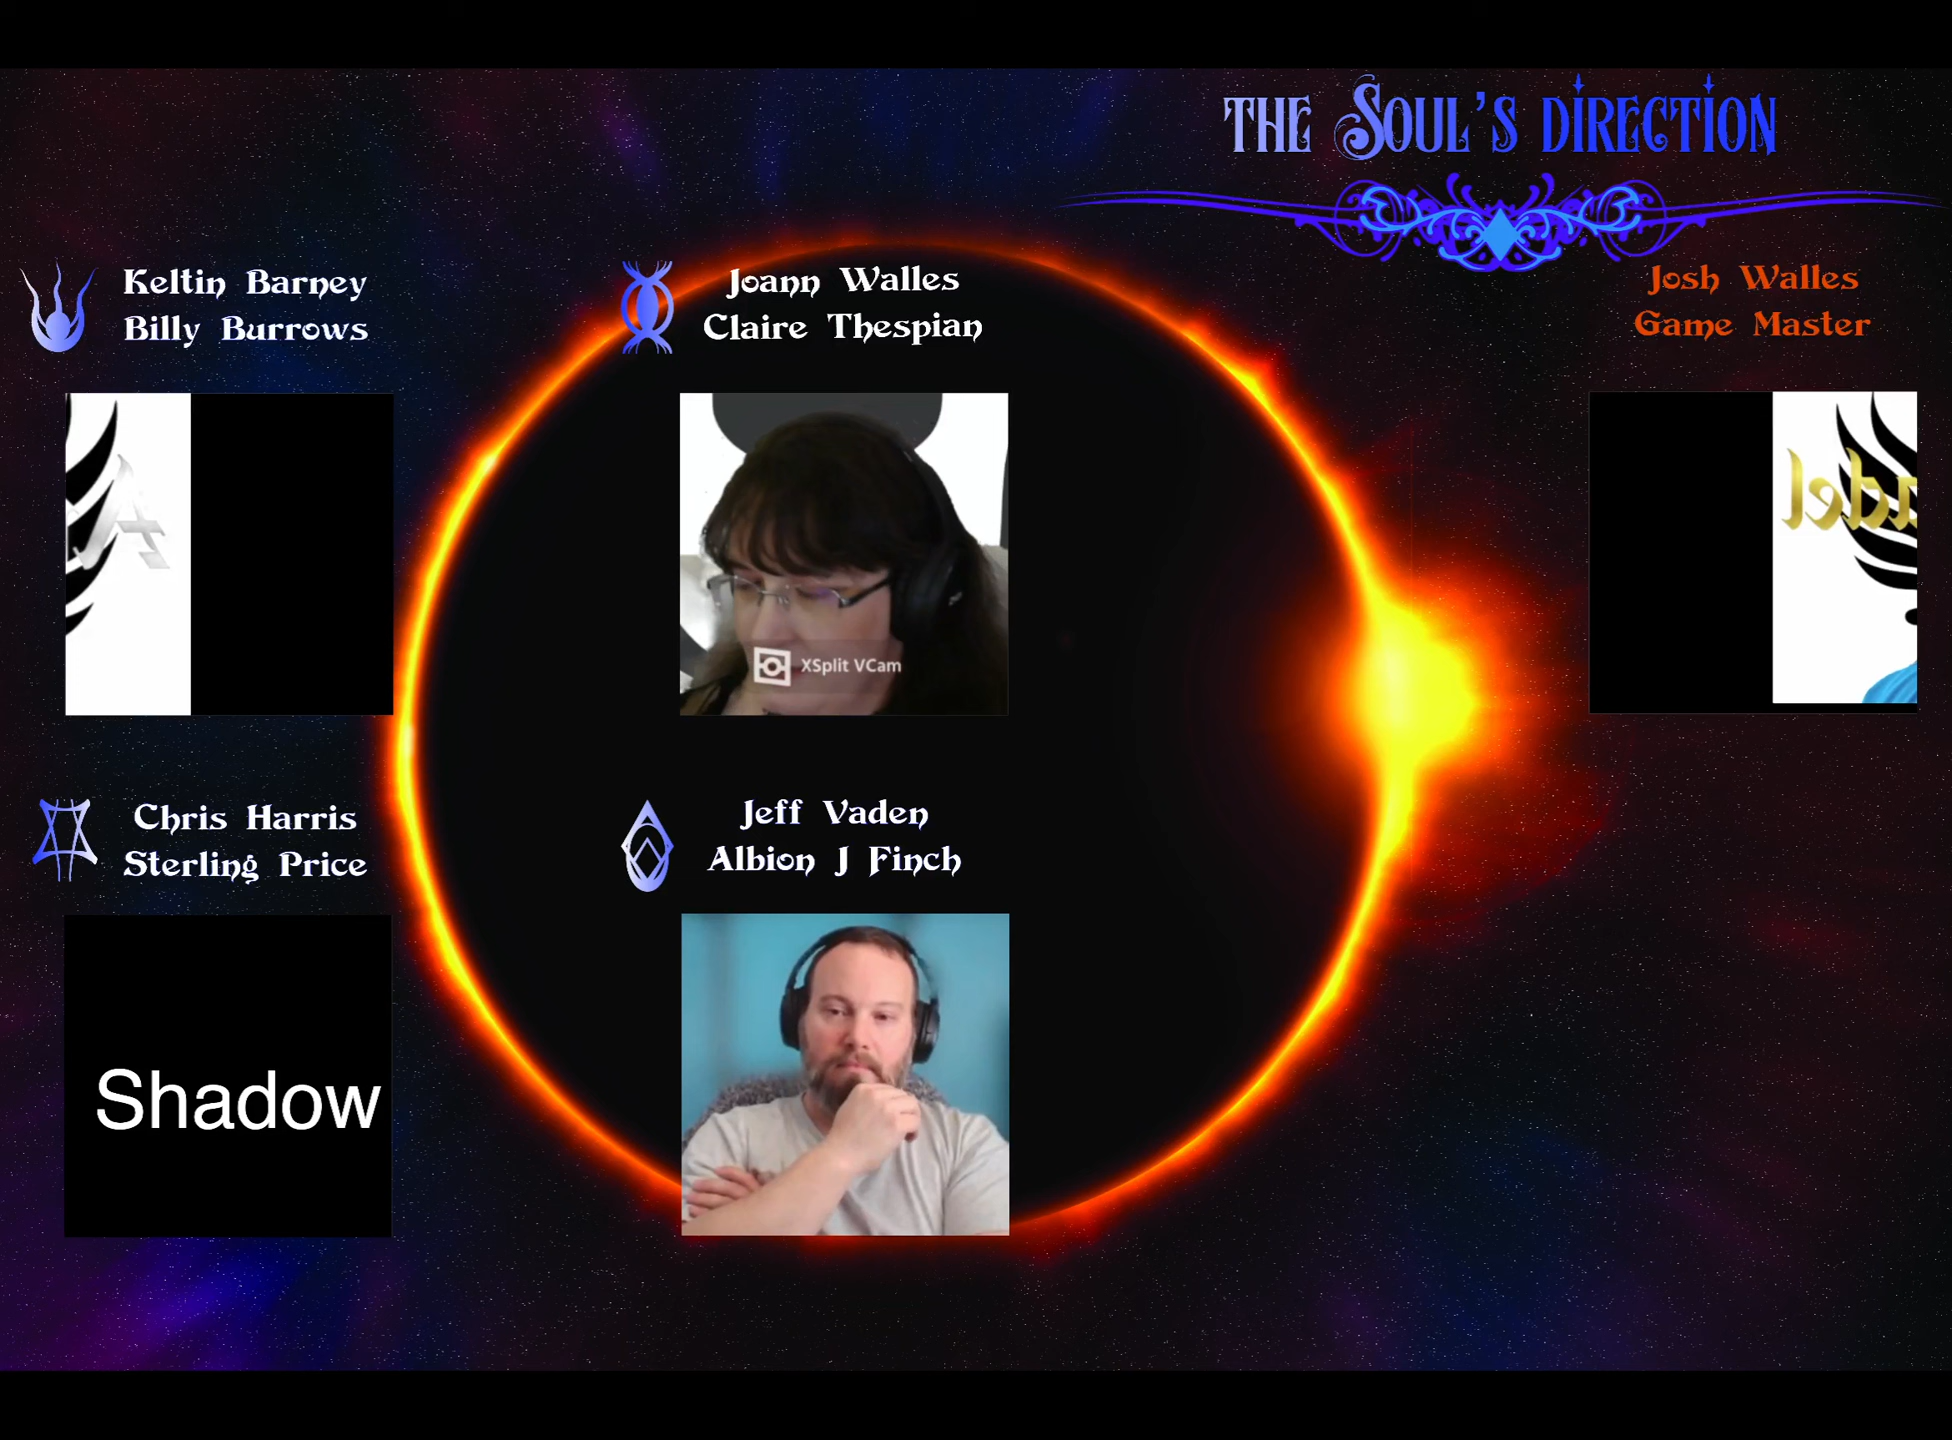 THE SOUL'S DIRECTION
Keltin Barney
Billy Burrows
Joann Walles
Claire Thespian
Josh Walles
Game Master
XSplit VCam
Chris Harris
Sterling Price
Jeff Vaden
Albion J Finch
Shadow